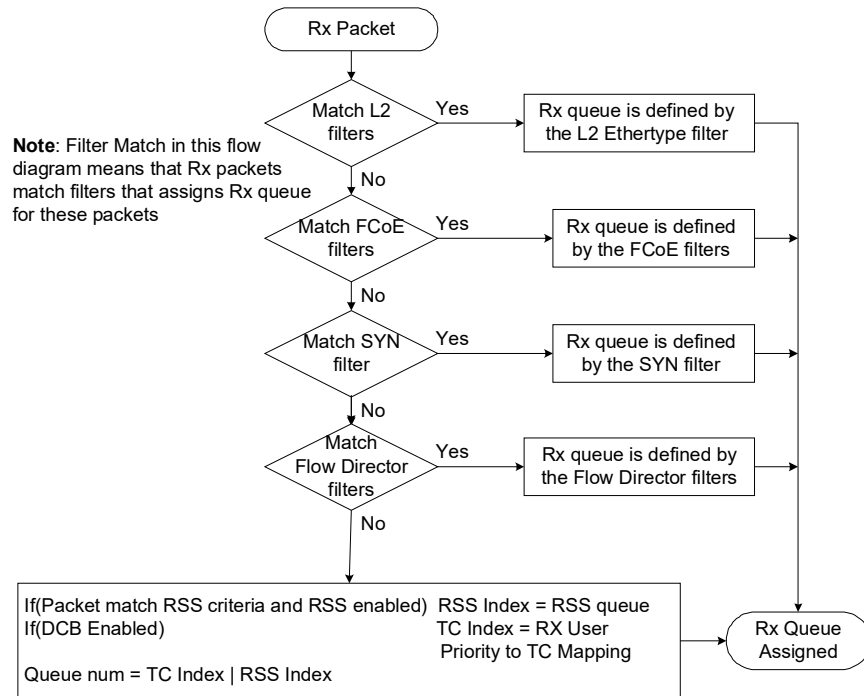 Rx Packet
Match L2
filters
Yes
Rx queue is defined by
the L2 Ethertype filter
Note: Filter Match in this flow
diagram means that Rx packets
match filters that assigns Rx queue
for these packets
No
Match FCoE
filters
Yes
Rx queue is defined
by the FCoE filters
No
Match SYN
filter
Yes
Rx queue is defined
by the SYN filter
No
Match
Flow Director
filters
Yes
Rx queue is defined by
the Flow Director filters
No
If(Packet match RSS criteria and RSS enabled) RSS Index = RSS queue
If(DCB Enabled) TC Index = RX User
Priority to TC Mapping
Queue num = TC Index | RSS Index
Rx Queue
Assigned